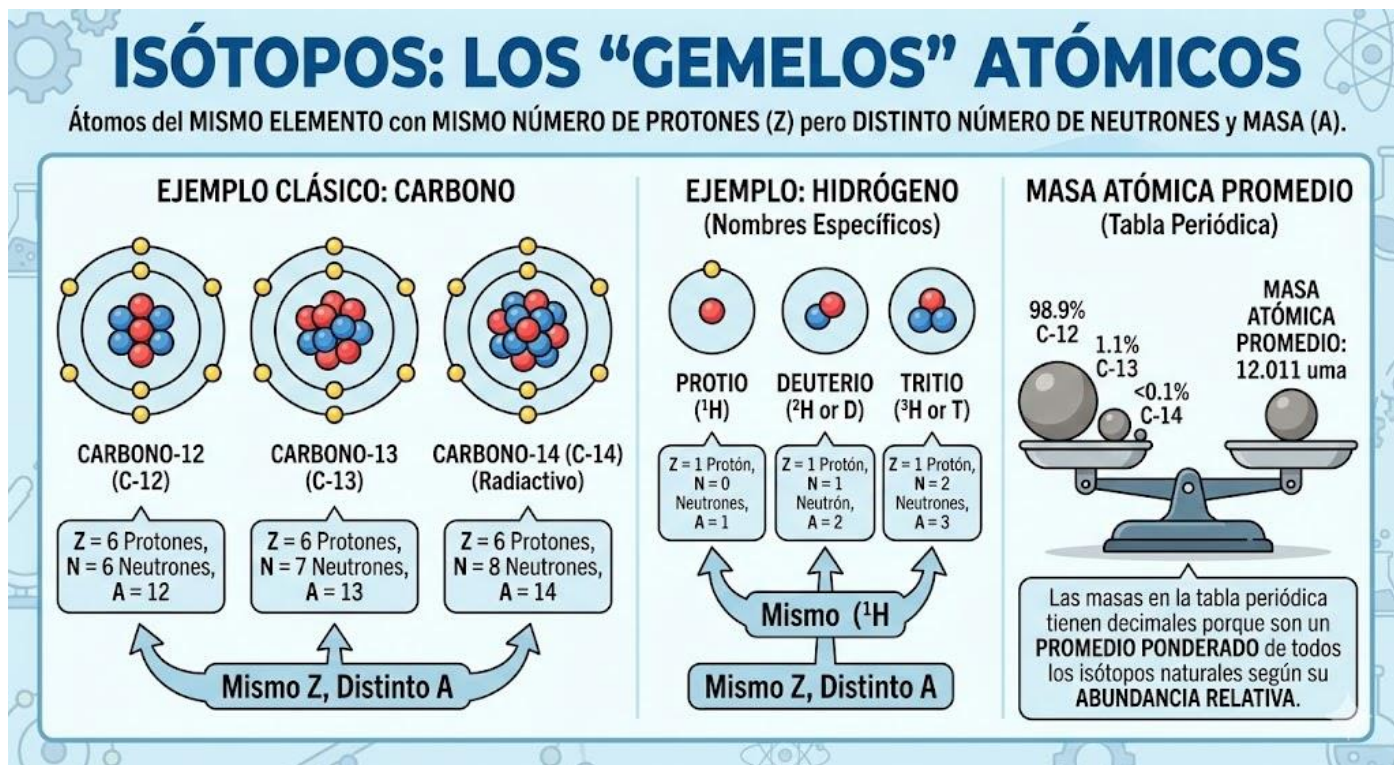 ISÓTOPOS: LOS “GEMELOS” ATÓMICOS
Átomos del MISMO ELEMENTO con MISMO NÚMERO DE PROTONES (Z) pero DISTINTO NÚMERO DE NEUTRONES y MASA (A).
EJEMPLO CLÁSICO: CARBONO
CARBONO-12
(C-12)
CARBONO-13
(C-13)
CARBONO-14 (C-14)
(Radiactivo)
Z = 6 Protones,
N = 6 Neutrones,
A = 12
Z = 6 Protones,
N = 7 Neutrones,
A = 13
Z = 6 Protones,
N = 8 Neutrones,
A = 14
Mismo Z, Distinto A
EJEMPLO: HIDRÓGENO
(Nombres Específicos)
PROTIO
(¹H)
DEUTERIO
(²H or D)
TRITIO
(³H or T)
Z = 1 Protón,
N = 0
Neutrones,
A = 1
Z = 1 Protón,
N = 1
Neutrón,
A = 2
Z = 1 Protón,
N = 2
Neutrones,
A = 3
Mismo (¹H
Mismo Z, Distinto A
MASA ATÓMICA PROMEDIO
(Tabla Periódica)
98.9%
C-12
1.1%
C-13
<0.1%
C-14
MASA
ATÓMICA
PROMEDIO:
12.011 uma
Las masas en la tabla periódica
tienen decimales porque son un
PROMEDIO PONDERADO de todos
los isótopos naturales según su
ABUNDANCIA RELATIVA.